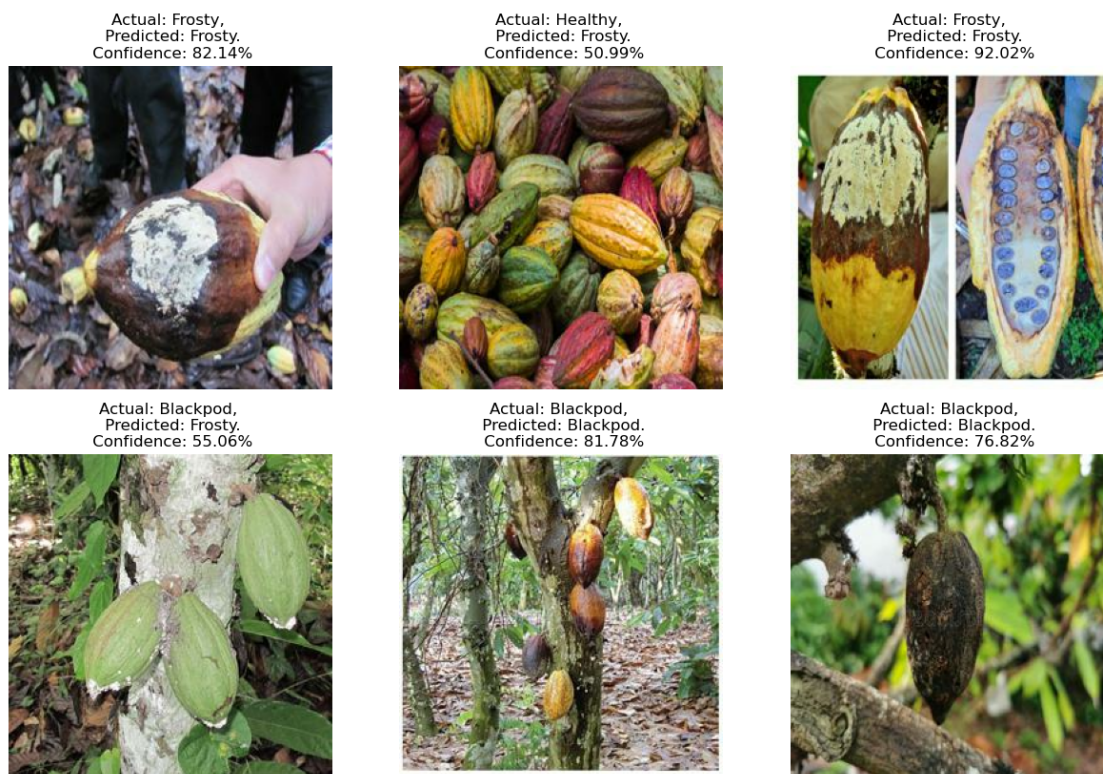 Actual: Frosty,
Predicted: Frosty.
Confidence: 82.14%
Actual: Healthy,
Predicted: Frosty.
Confidence: 50.99%
Actual: Frosty,
Predicted: Frosty.
Confidence: 92.02%
Actual: Blackpod,
Predicted: Frosty.
Confidence: 55.06%
Actual: Blackpod,
Predicted: Blackpod.
Confidence: 81.78%
Actual: Blackpod,
Predicted: Blackpod.
Confidence: 76.82%